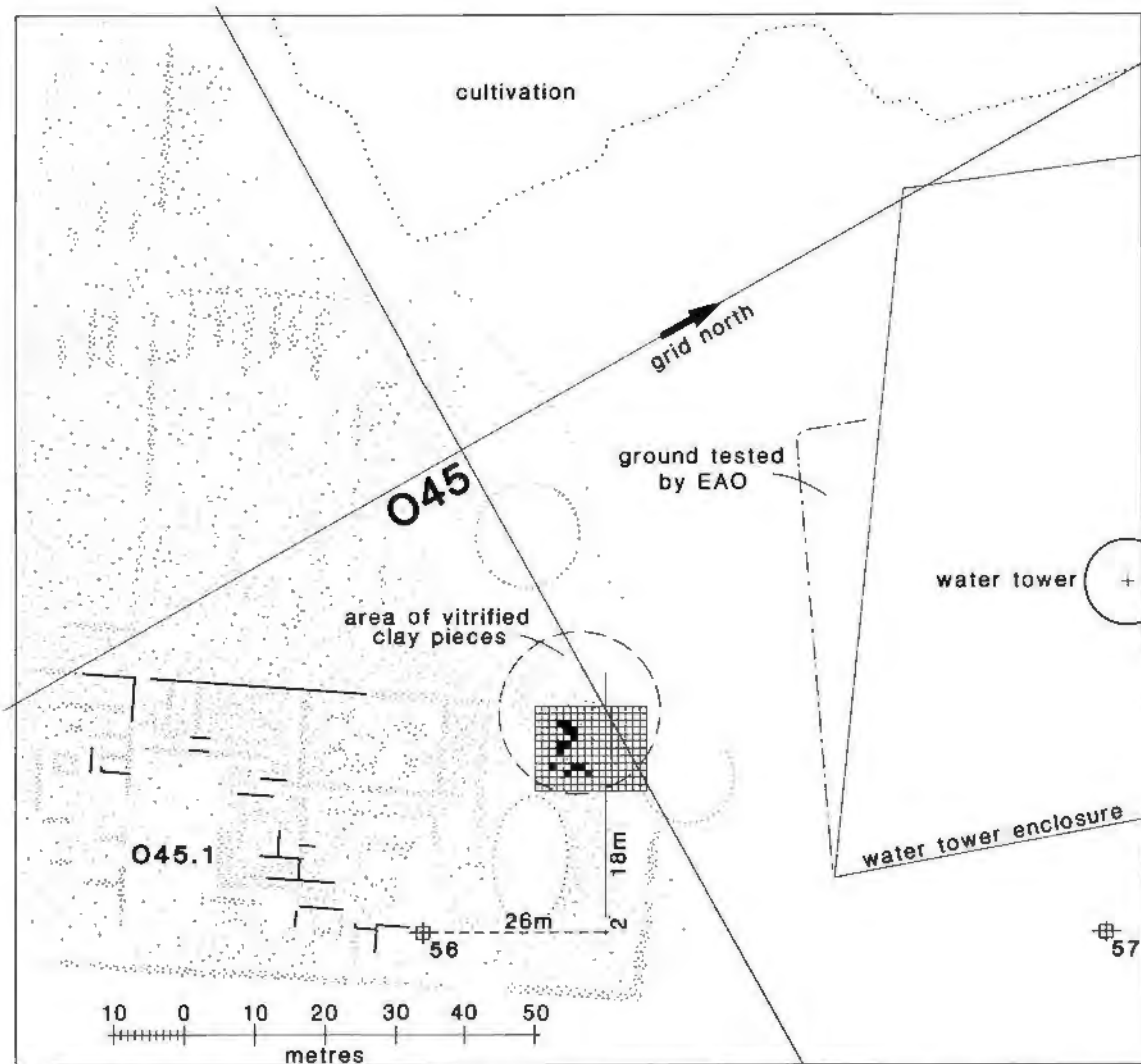 cultivation
grid north
ground tested
by EAO
O45
water tower
area of vitrified
clay pieces
water tower enclosure
O45.1
18m
26m
2
56
57
10 0 10 20 30 40 50
metres